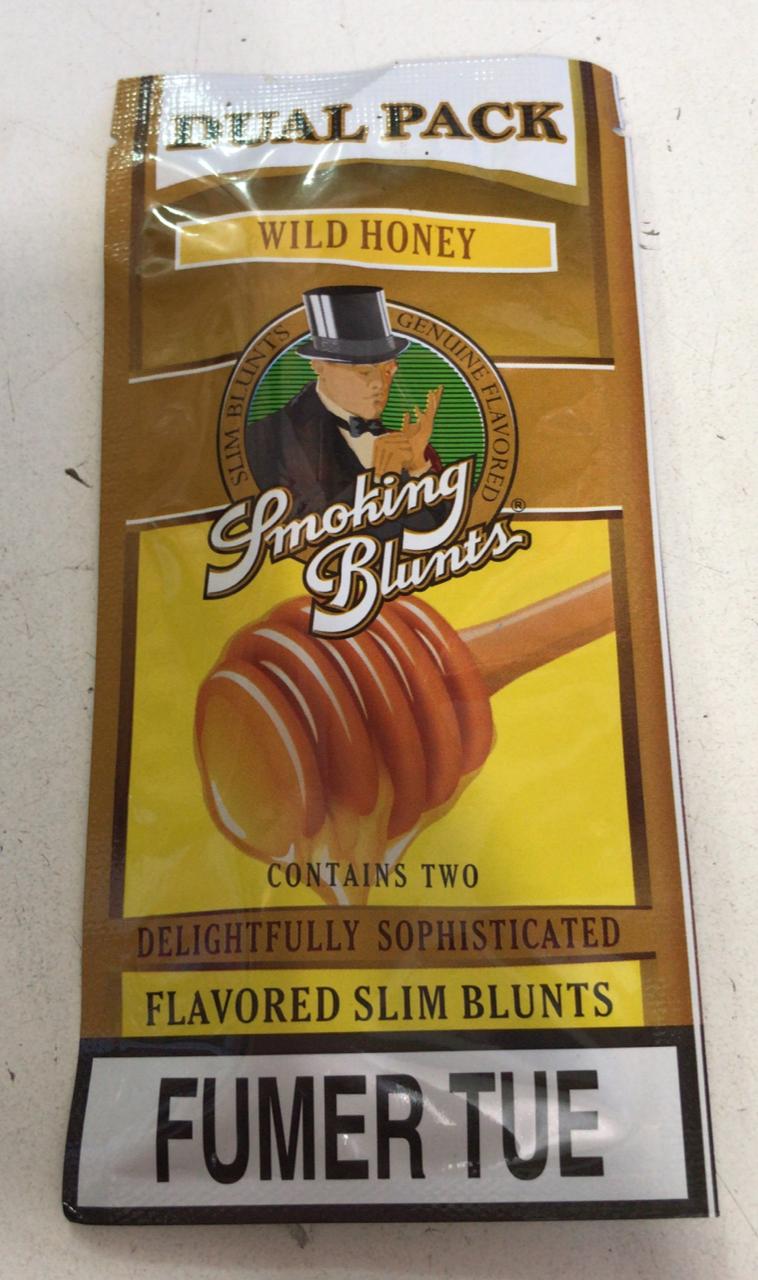 DUAL PACK
WILD HONEY
SLIM BLUNTS
GENUINE FLAVORED
Smoking
Blunts®
CONTAINS TWO
DELIGHTFULLY SOPHISTICATED
FLAVORED SLIM BLUNTS
FUMER TUE